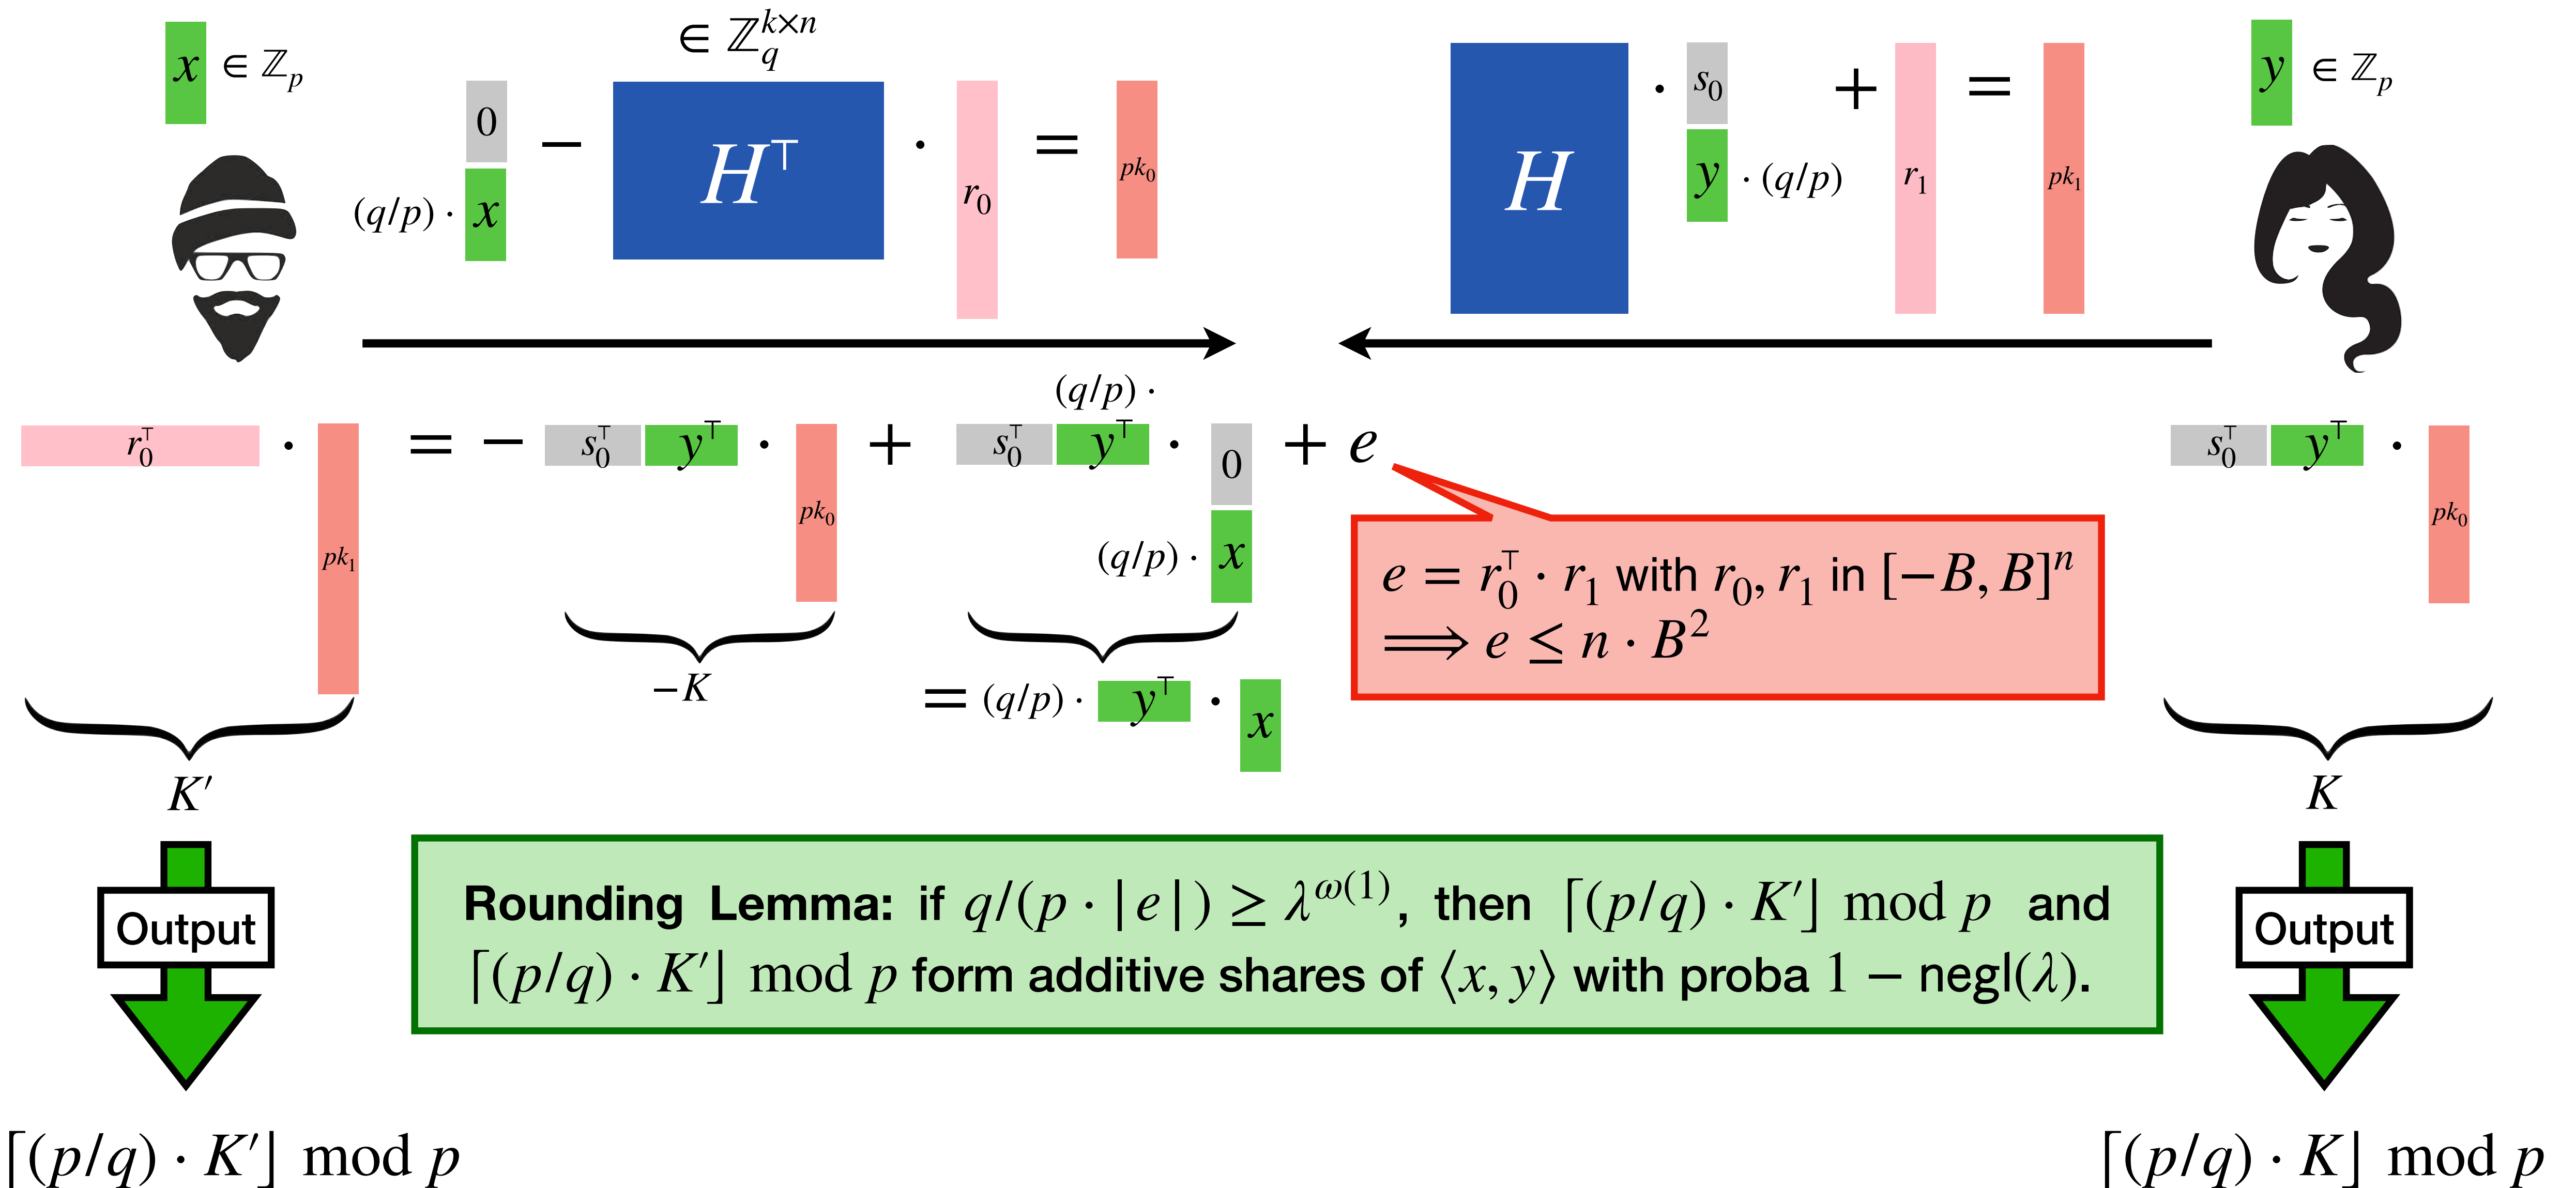 x ∈ ℤ_p
0
(q/p) · x
−
∈ ℤ_q^{k×n}
H^⊤ · r_0 = pk_0
H · s_0
y · (q/p)
+ r_1 = pk_1
y ∈ ℤ_p
r_0^⊤ · pk_1 = − s_0^⊤ y^⊤ · pk_0 + (q/p) · s_0^⊤ y^⊤ · 0
(q/p) · x
+ e
s_0^⊤ y^⊤ · pk_0
e = r_0^⊤ · r_1 with r_0, r_1 in [−B, B]^n
⟹ e ≤ n · B^2
−K
= (q/p) · y^⊤ · x
K′
K
Rounding Lemma: if q/(p · |e|) ≥ λ^{ω(1)}, then ⌈(p/q) · K′⌋ mod p and
⌈(p/q) · K′⌋ mod p form additive shares of ⟨x, y⟩ with proba 1 − negl(λ).
Output
Output
⌈(p/q) · K′⌋ mod p
⌈(p/q) · K⌋ mod p